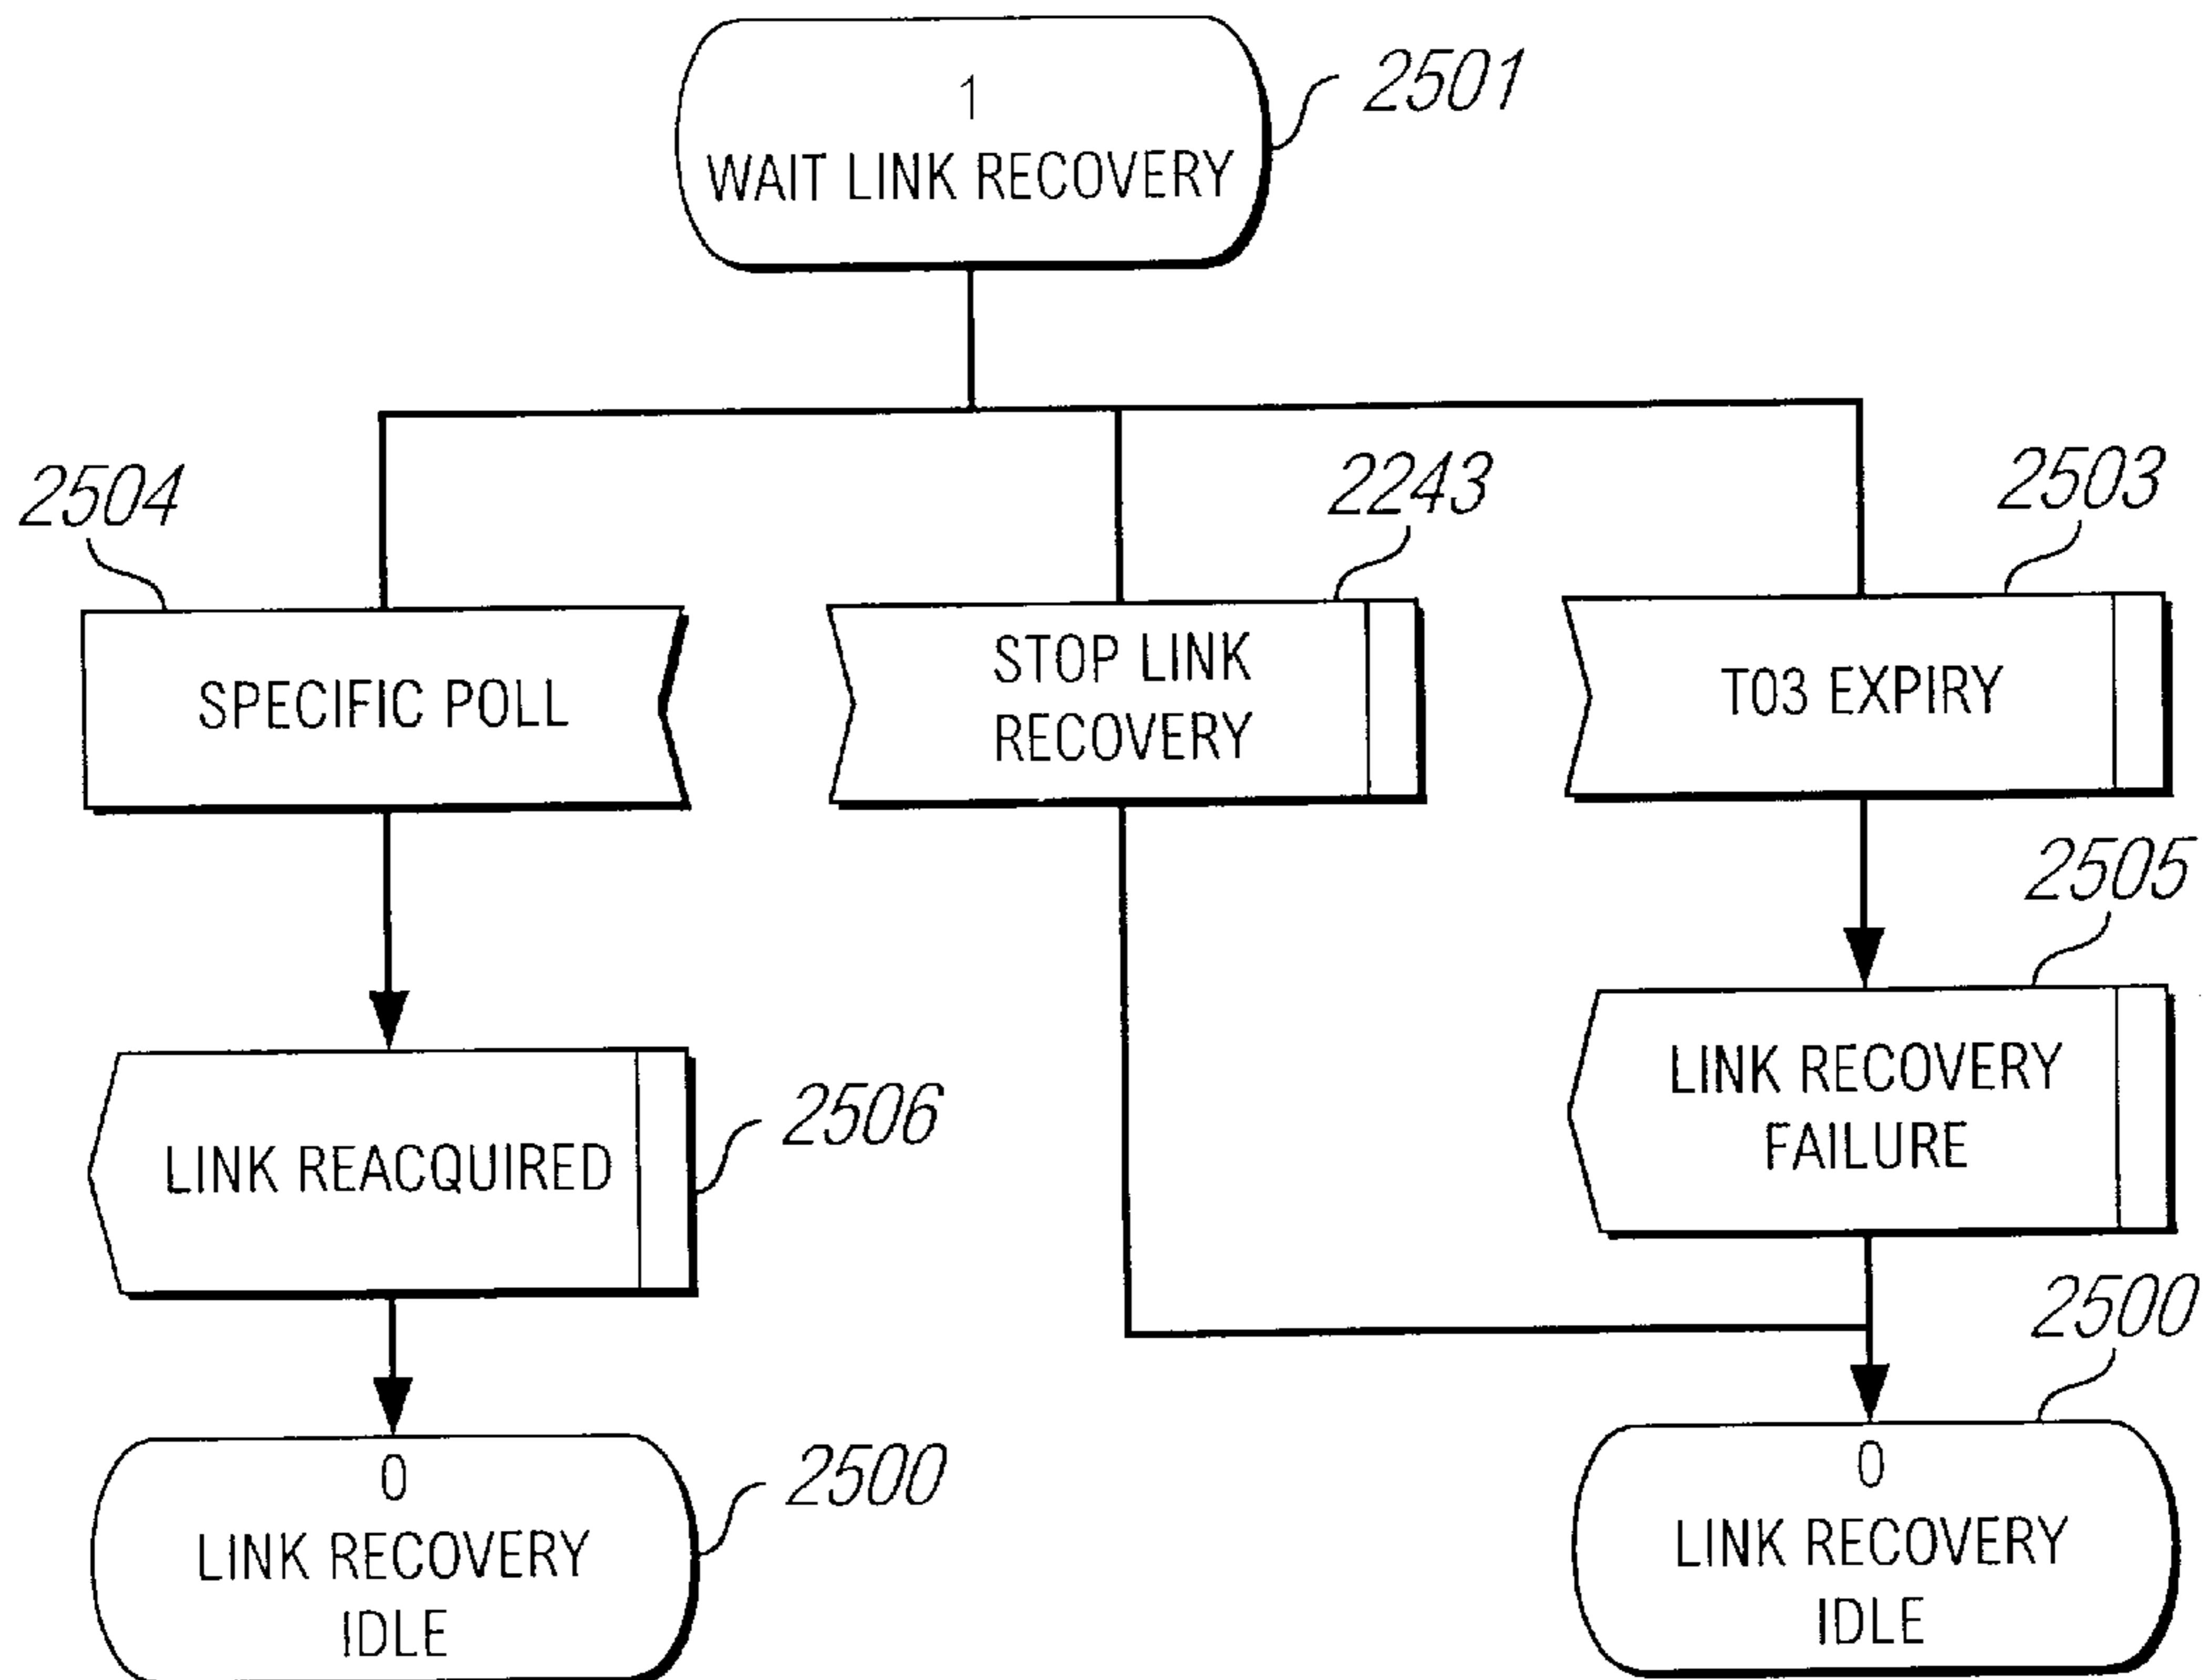 2501
1
WAIT LINK RECOVERY
2504
2243
2503
SPECIFIC POLL
STOP LINK
RECOVERY
T03 EXPIRY
2505
LINK RECOVERY
FAILURE
2506
LINK REACQUIRED
2500
0
LINK RECOVERY
IDLE
2500
0
LINK RECOVERY
IDLE